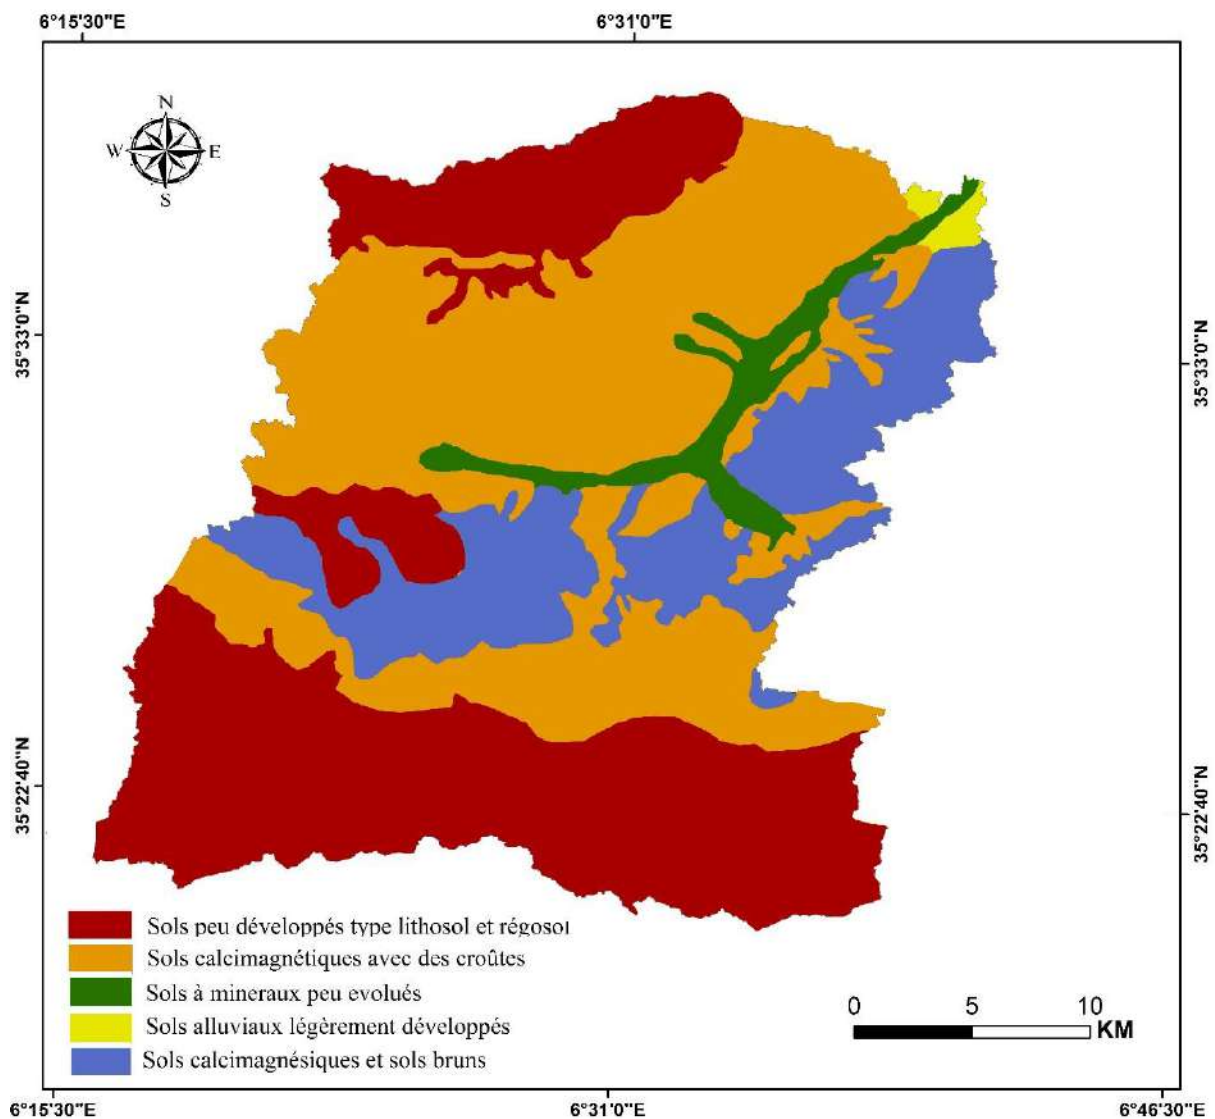 6°15'30"E 6°31'0"E
N
W E
S
35°33'0"N
35°33'0"N
35°22'40"N
35°22'40"N
Sols peu développés type lithosol et régosol
Sols calcimagnétiques avec des croûtes
Sols à mineraux peu evolués
Sols alluviaux légèrement développés
Sols calcimagnésiques et sols bruns
0 5 10
KM
6°15'30"E 6°31'0"E 6°46'30"E